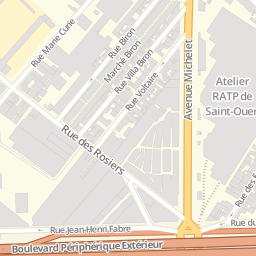 Rue Marie Curie
Rue Biron
Marché Biron
Rue Villa Biron
Rue Voltaire
Avenue Michelet
Atelier
RATP de
Saint-Ouen
Rue des Rosiers
Rue Jean Henri Fabre
Boulevard Périphérique Extérieur